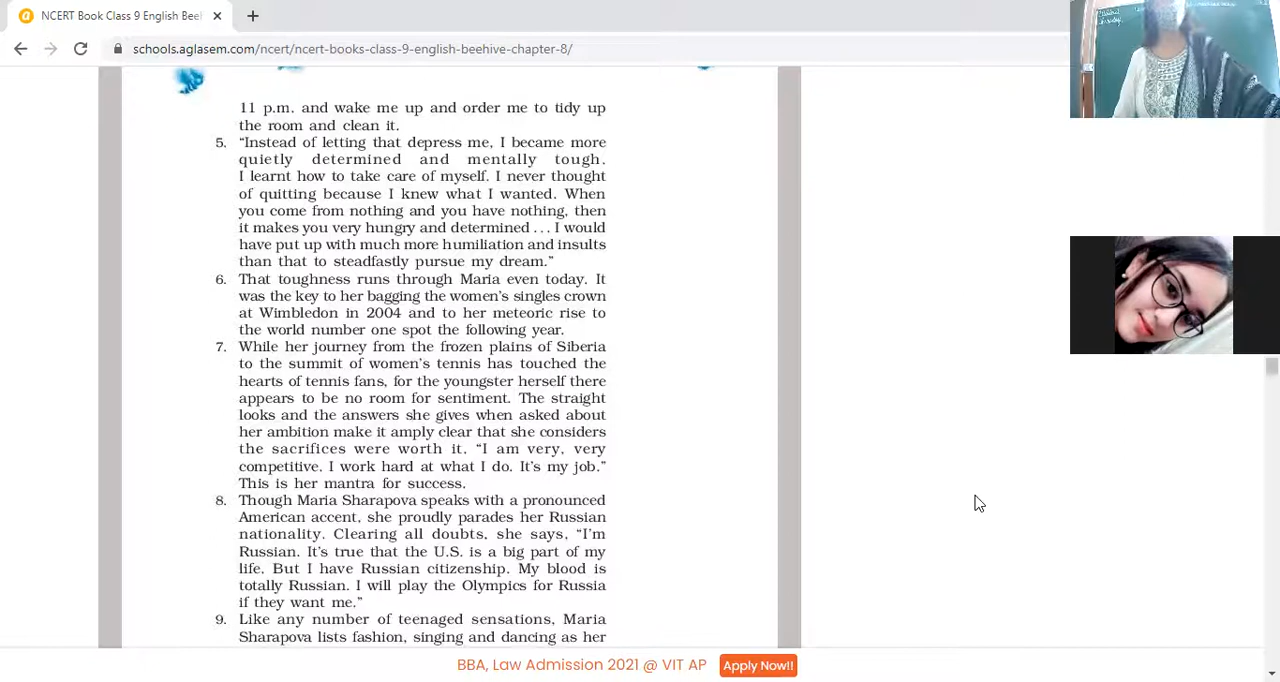 NCERT Book Class 9 English Bee
schools.aglasem.com/ncert/ncert-books-class-9-english-beehive-chapter-8/
11 p.m. and wake me up and order me to tidy up
the room and clean it.
5. “Instead of letting that depress me, I became more
quietly determined and mentally tough.
I learnt how to take care of myself. I never thought
of quitting because I knew what I wanted. When
you come from nothing and you have nothing, then
it makes you very hungry and determined . . . I would
have put up with much more humiliation and insults
than that to steadfastly pursue my dream.”
6. That toughness runs through Maria even today. It
was the key to her bagging the women’s singles crown
at Wimbledon in 2004 and to her meteoric rise to
the world number one spot the following year.
7. While her journey from the frozen plains of Siberia
to the summit of women’s tennis has touched the
hearts of tennis fans, for the youngster herself there
appears to be no room for sentiment. The straight
looks and the answers she gives when asked about
her ambition make it amply clear that she considers
the sacrifices were worth it. “I am very, very
competitive. I work hard at what I do. It’s my job.”
This is her mantra for success.
8. Though Maria Sharapova speaks with a pronounced
American accent, she proudly parades her Russian
nationality. Clearing all doubts, she says, “I’m
Russian. It’s true that the U.S. is a big part of my
life. But I have Russian citizenship. My blood is
totally Russian. I will play the Olympics for Russia
if they want me.”
9. Like any number of teenaged sensations, Maria
Sharapova lists fashion, singing and dancing as her
BBA, Law Admission 2021 @ VIT AP Apply Now!!